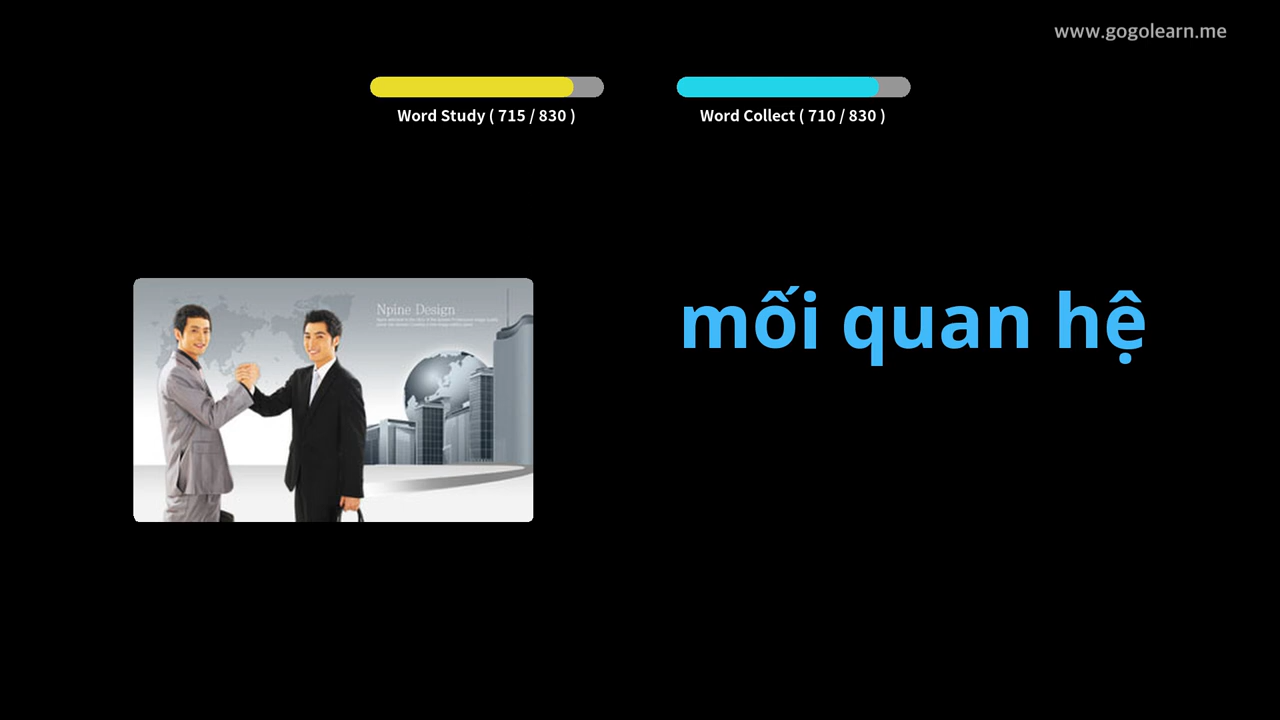 www.gogolearn.me
Word Study ( 715 / 830 )
Word Collect ( 710 / 830 )
Npine Design
mối quan hệ